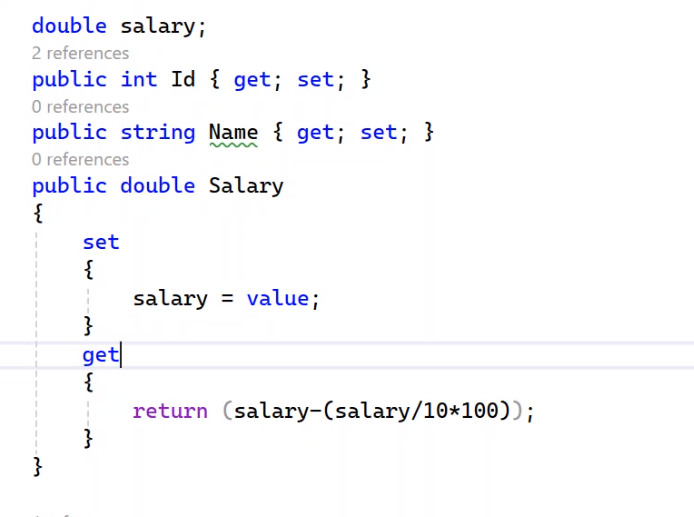 double salary;
2 references
public int Id { get; set; }
0 references
public string Name { get; set; }
0 references
public double Salary
{
set
{
salary = value;
}
get
{
return (salary-(salary/10*100));
}
}